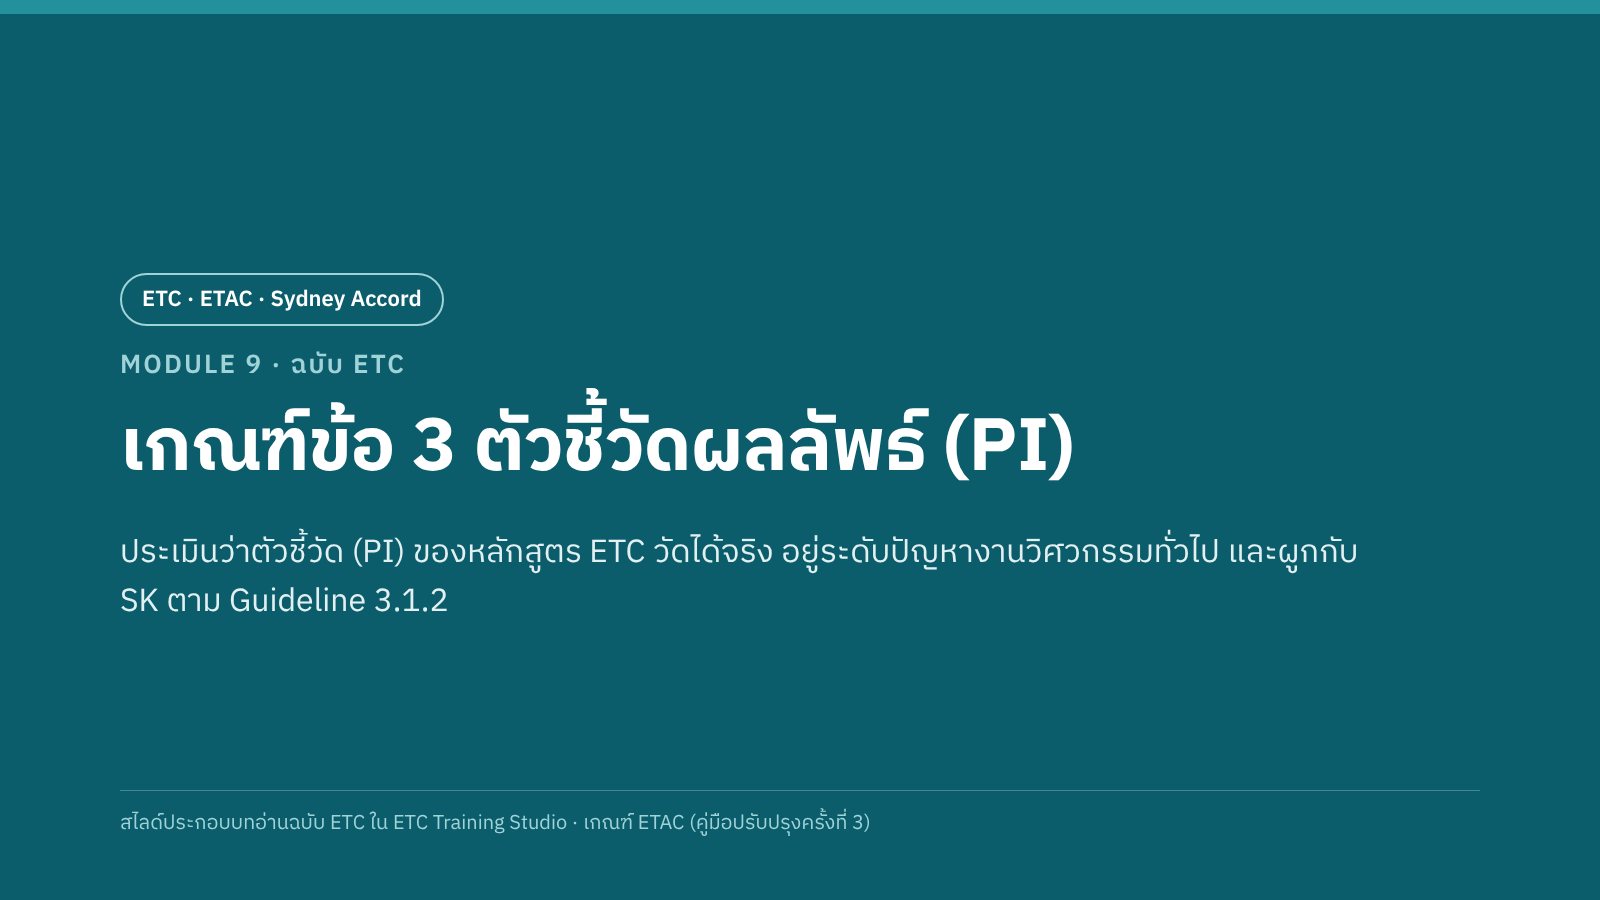 ETC · ETAC · Sydney Accord
MODULE 9 · ฉบับ ETC
เกณฑ์ข้อ 3 ตัวชี้วัดผลลัพธ์ (PI)
ประเมินว่าตัวชี้วัด (PI) ของหลักสูตร ETC วัดได้จริง อยู่ระดับปัญหางานวิศวกรรมทั่วไป และผูกกับ
SK ตาม Guideline 3.1.2
สไลด์ประกอบบทอ่านฉบับ ETC ใน ETC Training Studio · เกณฑ์ ETAC (คู่มือปรับปรุงครั้งที่ 3)